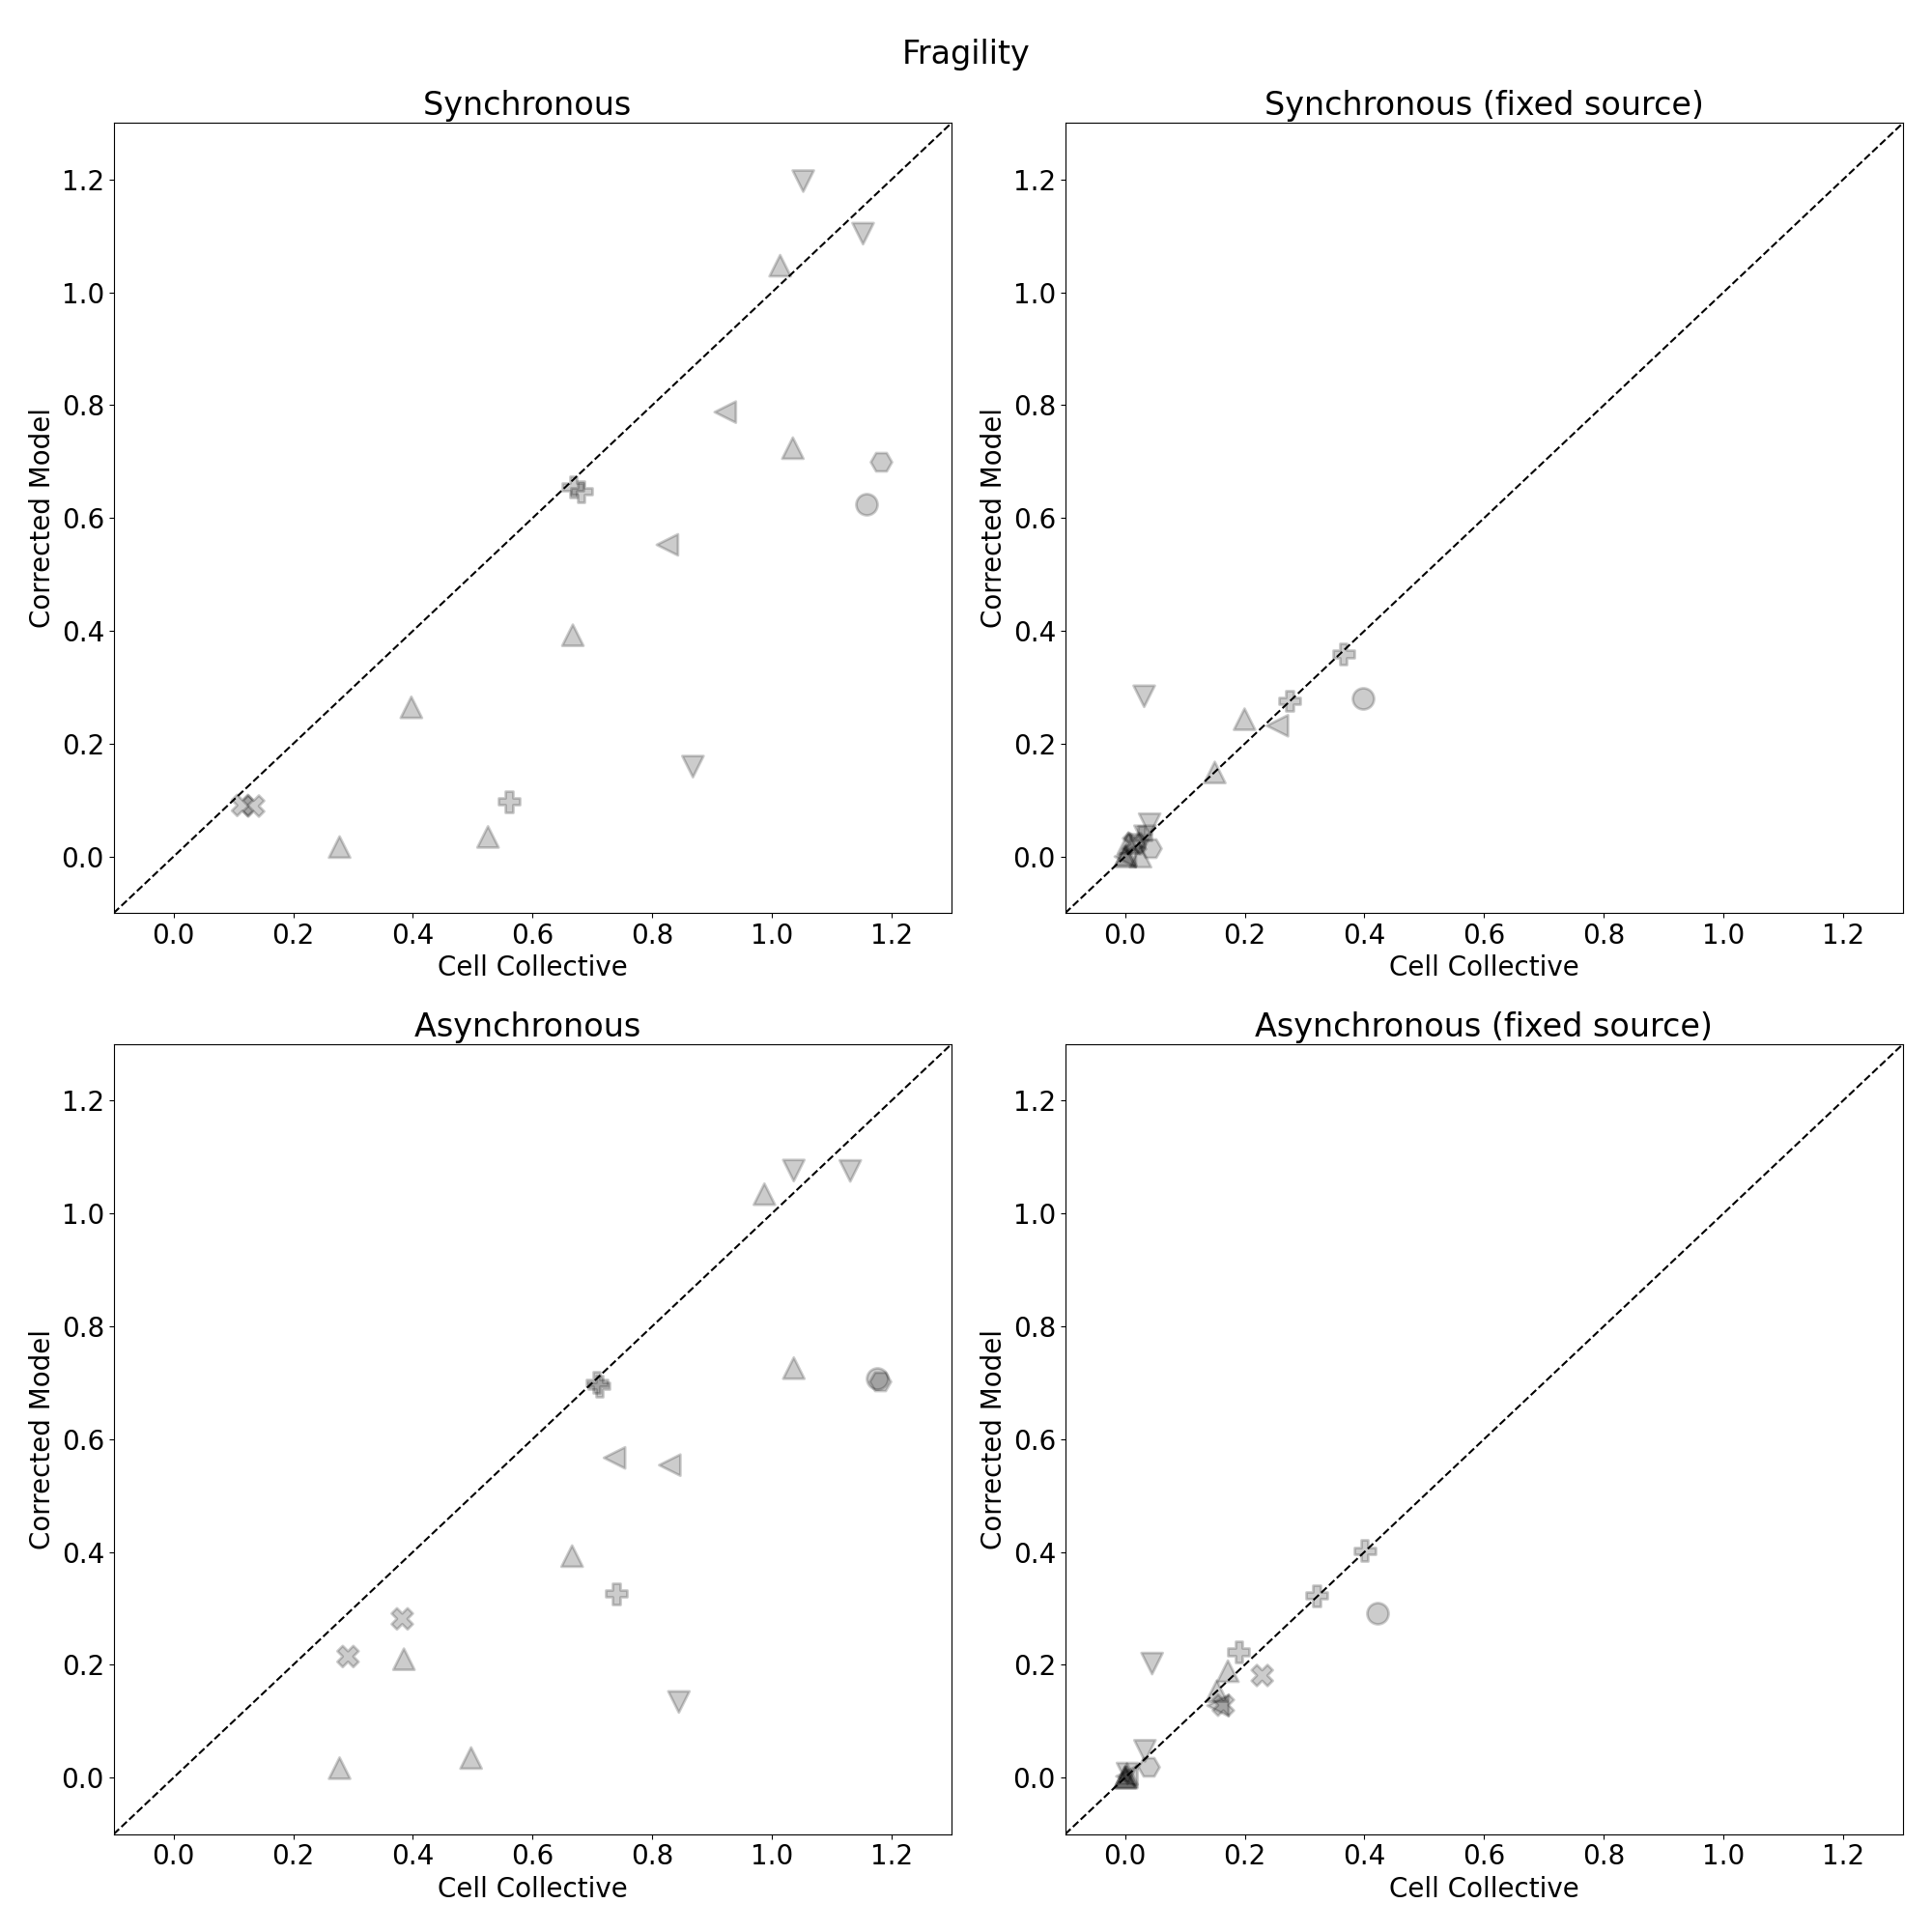 Fragility
Synchronous
1.2
1.0
0.8
0.6
0.4
0.2
0.0
Corrected Model
0.0 0.2 0.4 0.6 0.8 1.0 1.2
Cell Collective
Synchronous (fixed source)
1.2
1.0
0.8
0.6
0.4
0.2
0.0
Corrected Model
0.0 0.2 0.4 0.6 0.8 1.0 1.2
Cell Collective
Asynchronous
1.2
1.0
0.8
0.6
0.4
0.2
0.0
Corrected Model
0.0 0.2 0.4 0.6 0.8 1.0 1.2
Cell Collective
Asynchronous (fixed source)
1.2
1.0
0.8
0.6
0.4
0.2
0.0
Corrected Model
0.0 0.2 0.4 0.6 0.8 1.0 1.2
Cell Collective